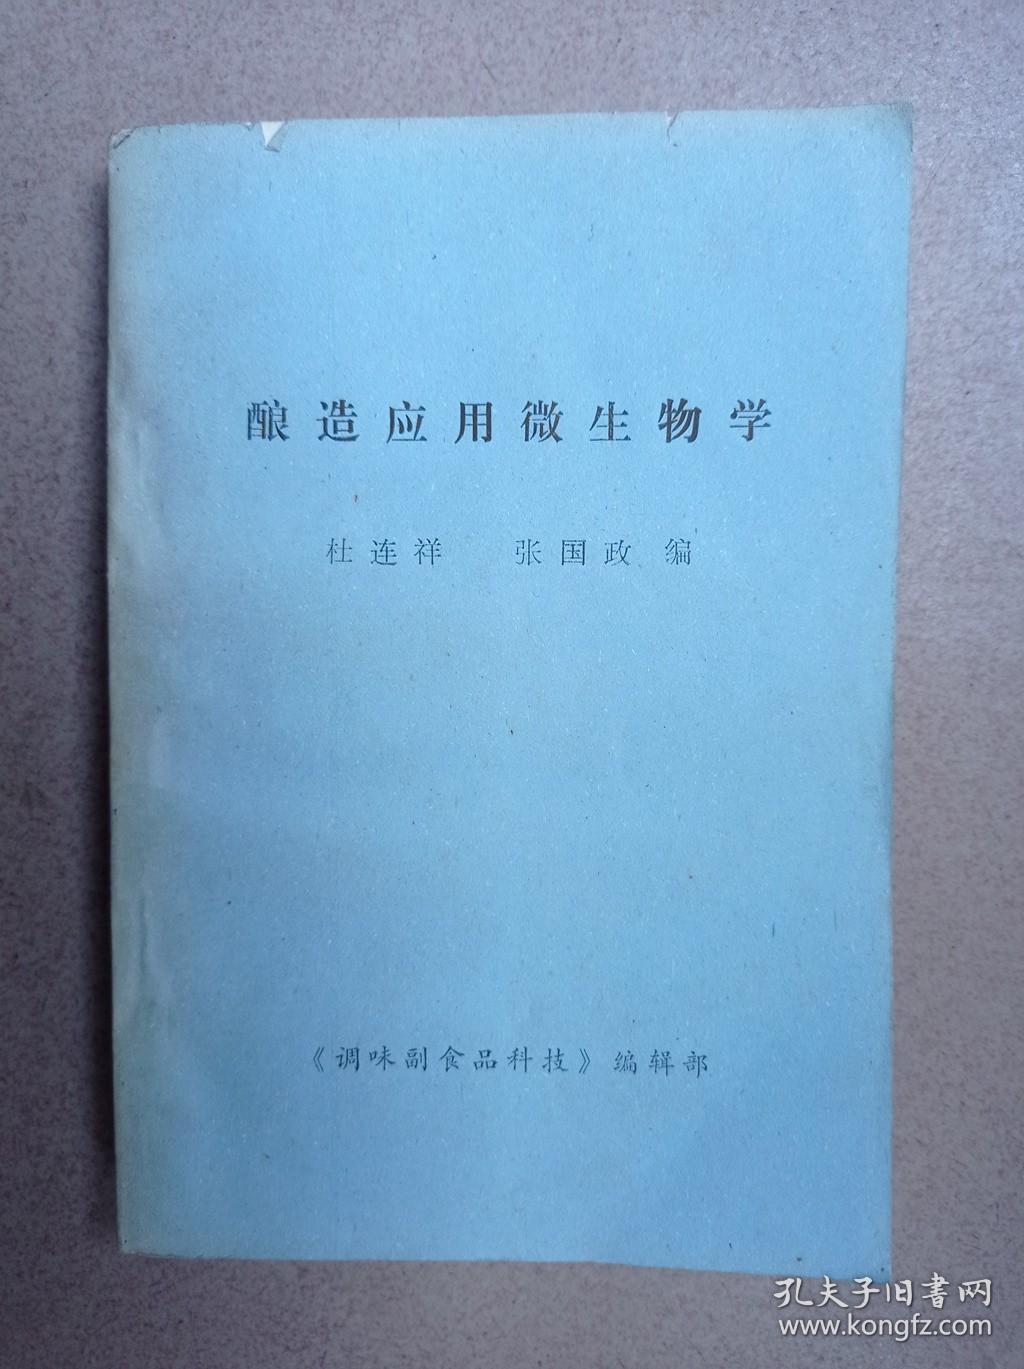 酿造应用微生物学
杜连祥 张国政 编
《调味副食品科技》编辑部
孔夫子旧书网
www.kongfz.com